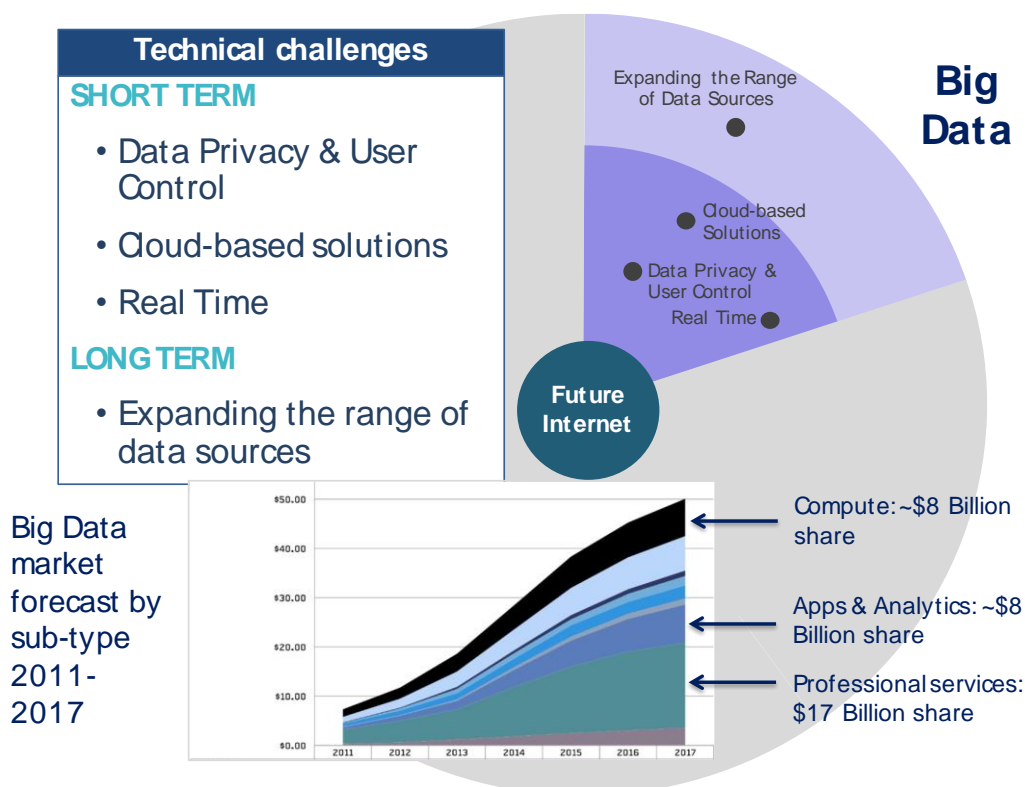 Technical challenges
SHORT TERM
• Data Privacy & User
Control
• Cloud-based solutions
• Real Time
LONG TERM
• Expanding the range of
data sources
Big
Data
Expanding the Range
of Data Sources
Cloud-based
Solutions
Data Privacy &
User Control
Real Time
Future
Internet
Big Data
market
forecast by
sub-type
2011-
2017
$50.00
$40.00
$30.00
$20.00
$10.00
$0.00
2011 2012 2013 2014 2015 2016 2017
Compute: ~$8 Billion
share
Apps & Analytics: ~$8
Billion share
Professional services:
$17 Billion share